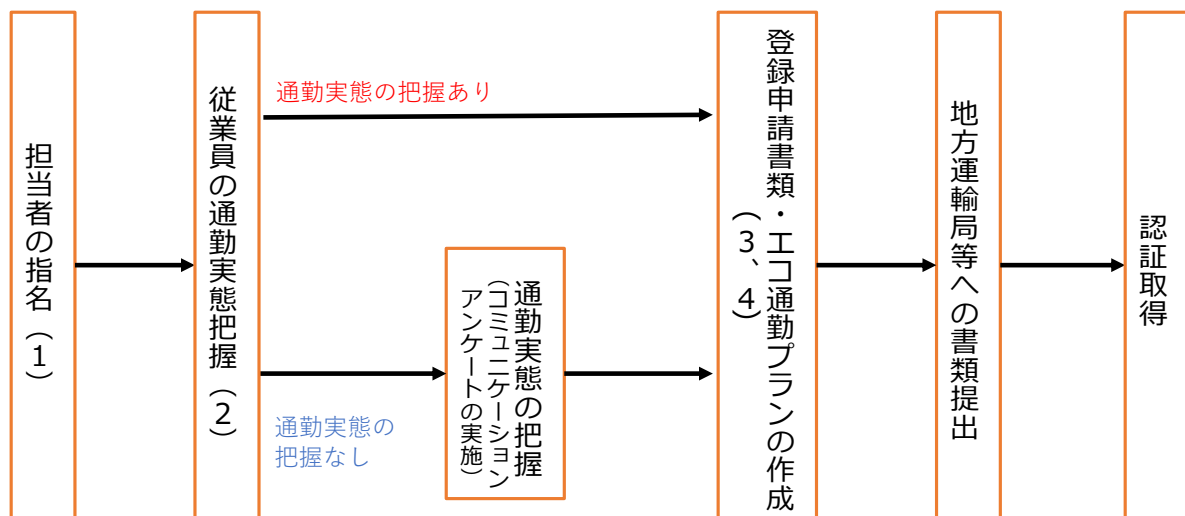 担当者の指名（1）
従業員の通勤実態把握（2）
通勤実態の把握あり
通勤実態の
把握なし
通勤実態の把握
（コミュニケーション
アンケートの実施）
登録申請書類・エコ通勤プランの作成
（3、4）
地方運輸局等への書類提出
認証取得